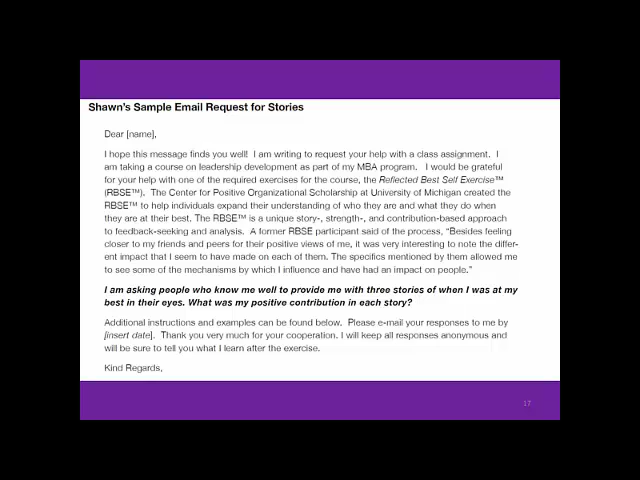 Shawn's Sample Email Request for Stories
Dear [name],
I hope this message finds you well!  I am writing to request your help with a class assignment.  I
am taking a course on leadership development as part of my MBA program.   I would be grateful
for your help with one of the required exercises for the course, the Reflected Best Self Exercise™
(RBSE™).  The Center for Positive Organizational Scholarship at University of Michigan created the
RBSE™ to help individuals expand their understanding of who they are and what they do when
they are at their best. The RBSE™ is a unique story-, strength-, and contribution-based approach
to feedback-seeking and analysis.  A former RBSE participant said of the process, “Besides feeling
closer to my friends and peers for their positive views of me, it was very interesting to note the differ-
ent impact that I seem to have made on each of them. The specifics mentioned by them allowed me
to see some of the mechanisms by which I influence and have had an impact on people.”
I am asking people who know me well to provide me with three stories of when I was at my
best in their eyes. What was my positive contribution in each story?
Additional instructions and examples can be found below.  Please e-mail your responses to me by
[insert date].  Thank you very much for your cooperation. I will keep all responses anonymous and
will be sure to tell you what I learn after the exercise.
Kind Regards,
17